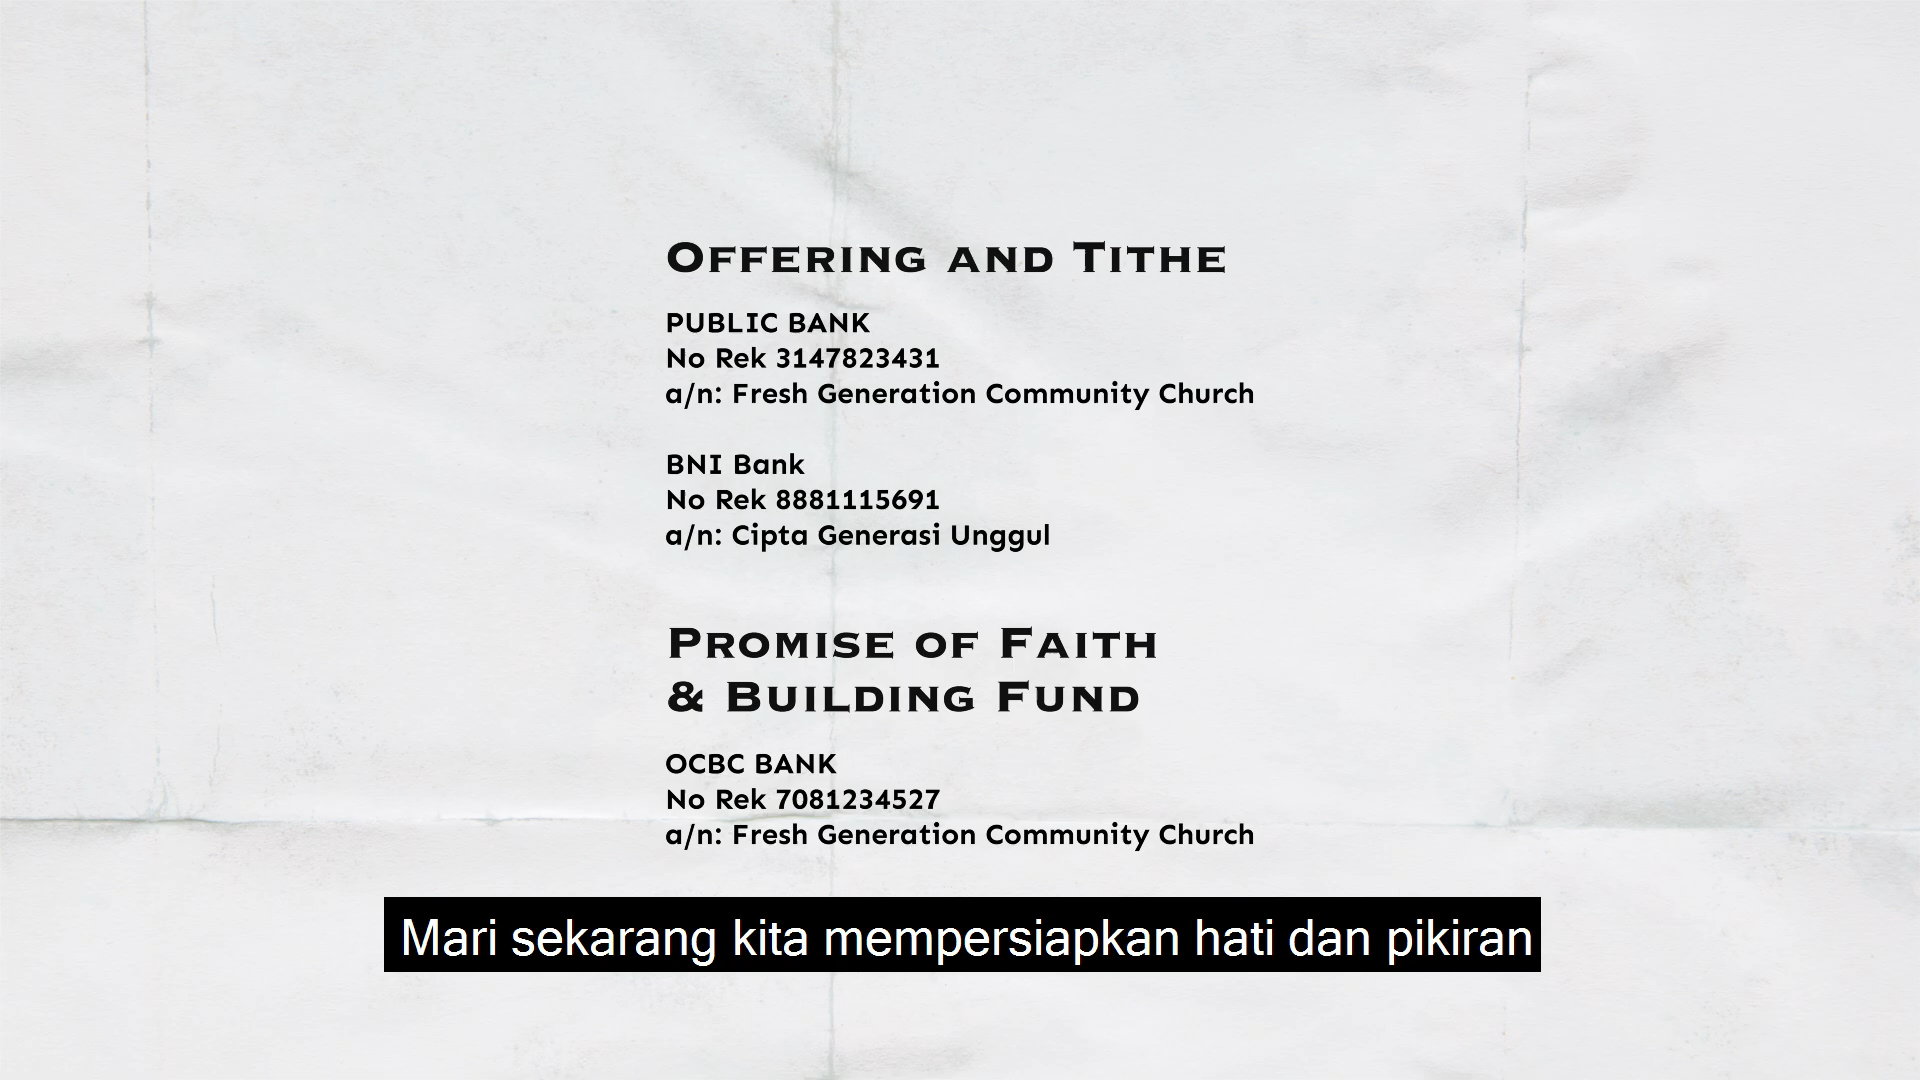 Offering and Tithe
PUBLIC BANK
No Rek 3147823431
a/n: Fresh Generation Community Church
BNI Bank
No Rek 8881115691
a/n: Cipta Generasi Unggul
Promise of Faith
& Building Fund
OCBC BANK
No Rek 7081234527
a/n: Fresh Generation Community Church
Mari sekarang kita mempersiapkan hati dan pikiran